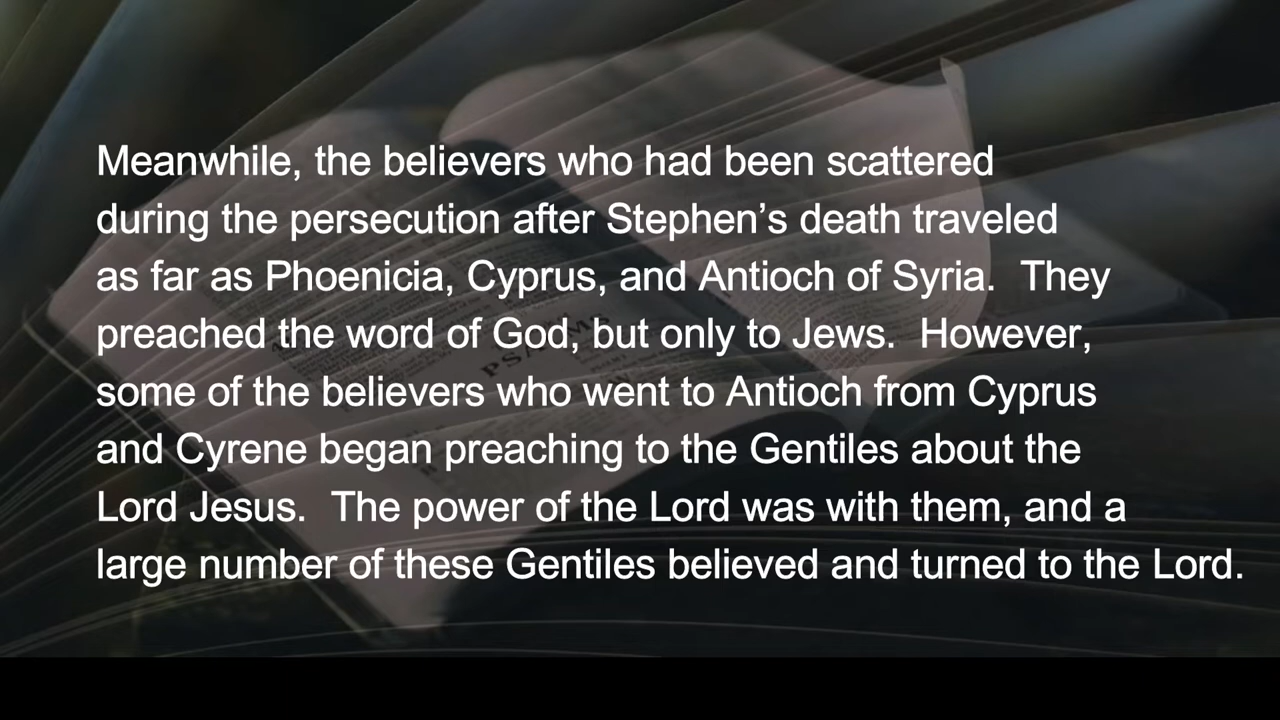 Meanwhile, the believers who had been scattered
during the persecution after Stephen’s death traveled
as far as Phoenicia, Cyprus, and Antioch of Syria.  They
preached the word of God, but only to Jews.  However,
some of the believers who went to Antioch from Cyprus
and Cyrene began preaching to the Gentiles about the
Lord Jesus.  The power of the Lord was with them, and a
large number of these Gentiles believed and turned to the Lord.
PSALMS